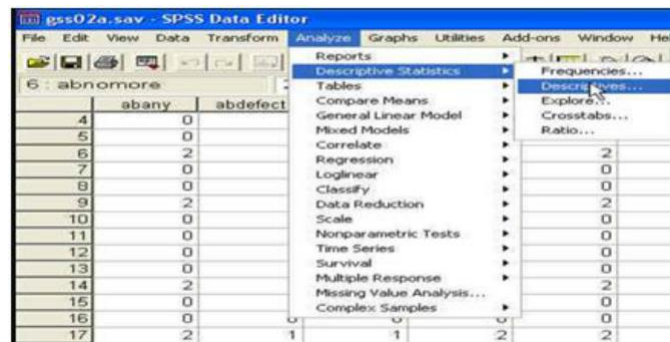 gss02a.sav - SPSS Data Editor
File Edit View Data Transform Analyze Graphs Utilities Add-ons Window Hel
6 : abnomore
abany abdefect
Reports
Descriptive Statistics
Tables
Compare Means
General Linear Model
Mixed Models
Correlate
Regression
Loglinear
Classify
Data Reduction
Scale
Nonparametric Tests
Time Series
Survival
Multiple Response
Missing Value Analysis...
Complex Samples
Frequencies...
Descriptives...
Explore...
Crosstabs...
Ratio...
4 0
5 0
6 2 2
7 0 0
8 0 0
9 2 2
10 0 0
11 0 0
12 0 0
13 0 0
14 2 2
15 0 0
16 0 0 0 0 0
17 2 1 1 2 2